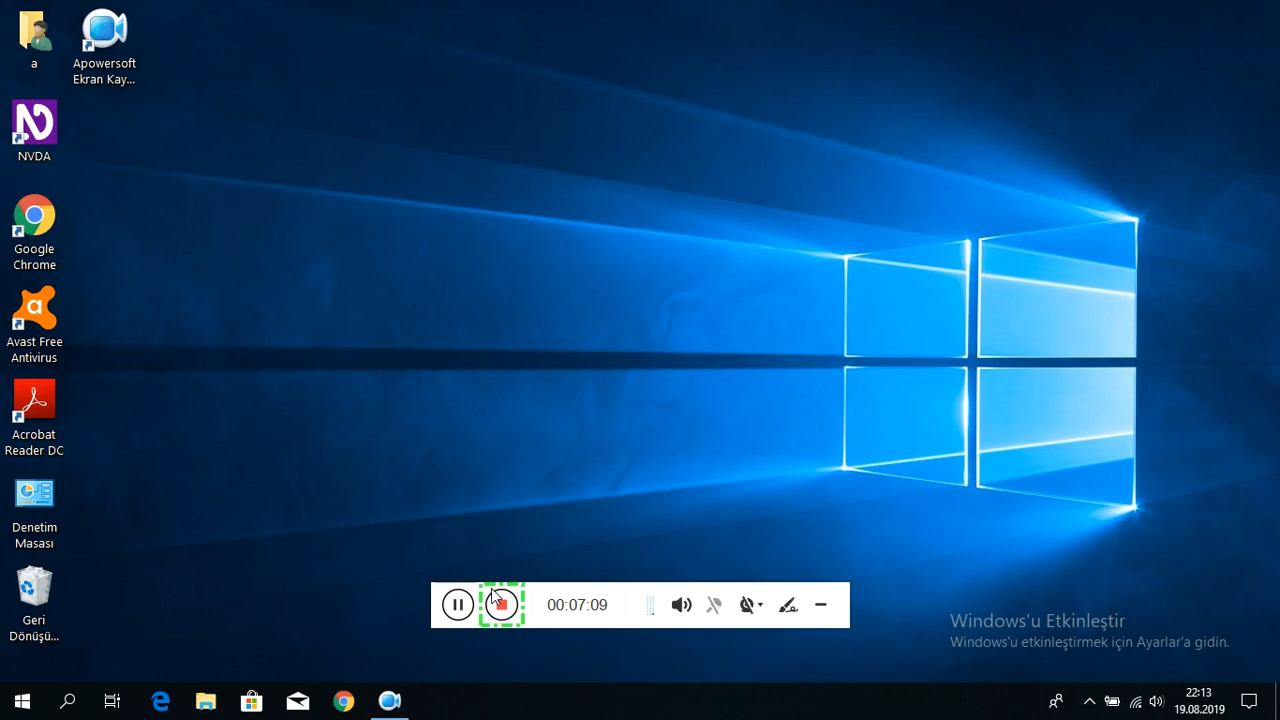 a
Apowersoft
Ekran Kay...
NVDA
Google
Chrome
Avast Free
Antivirus
Acrobat
Reader DC
Denetim
Masası
Geri
Dönüşü...
00:07:09
Windows'u Etkinleştir
Windows'u etkinleştirmek için Ayarlar'a gidin.
22:13
19.08.2019